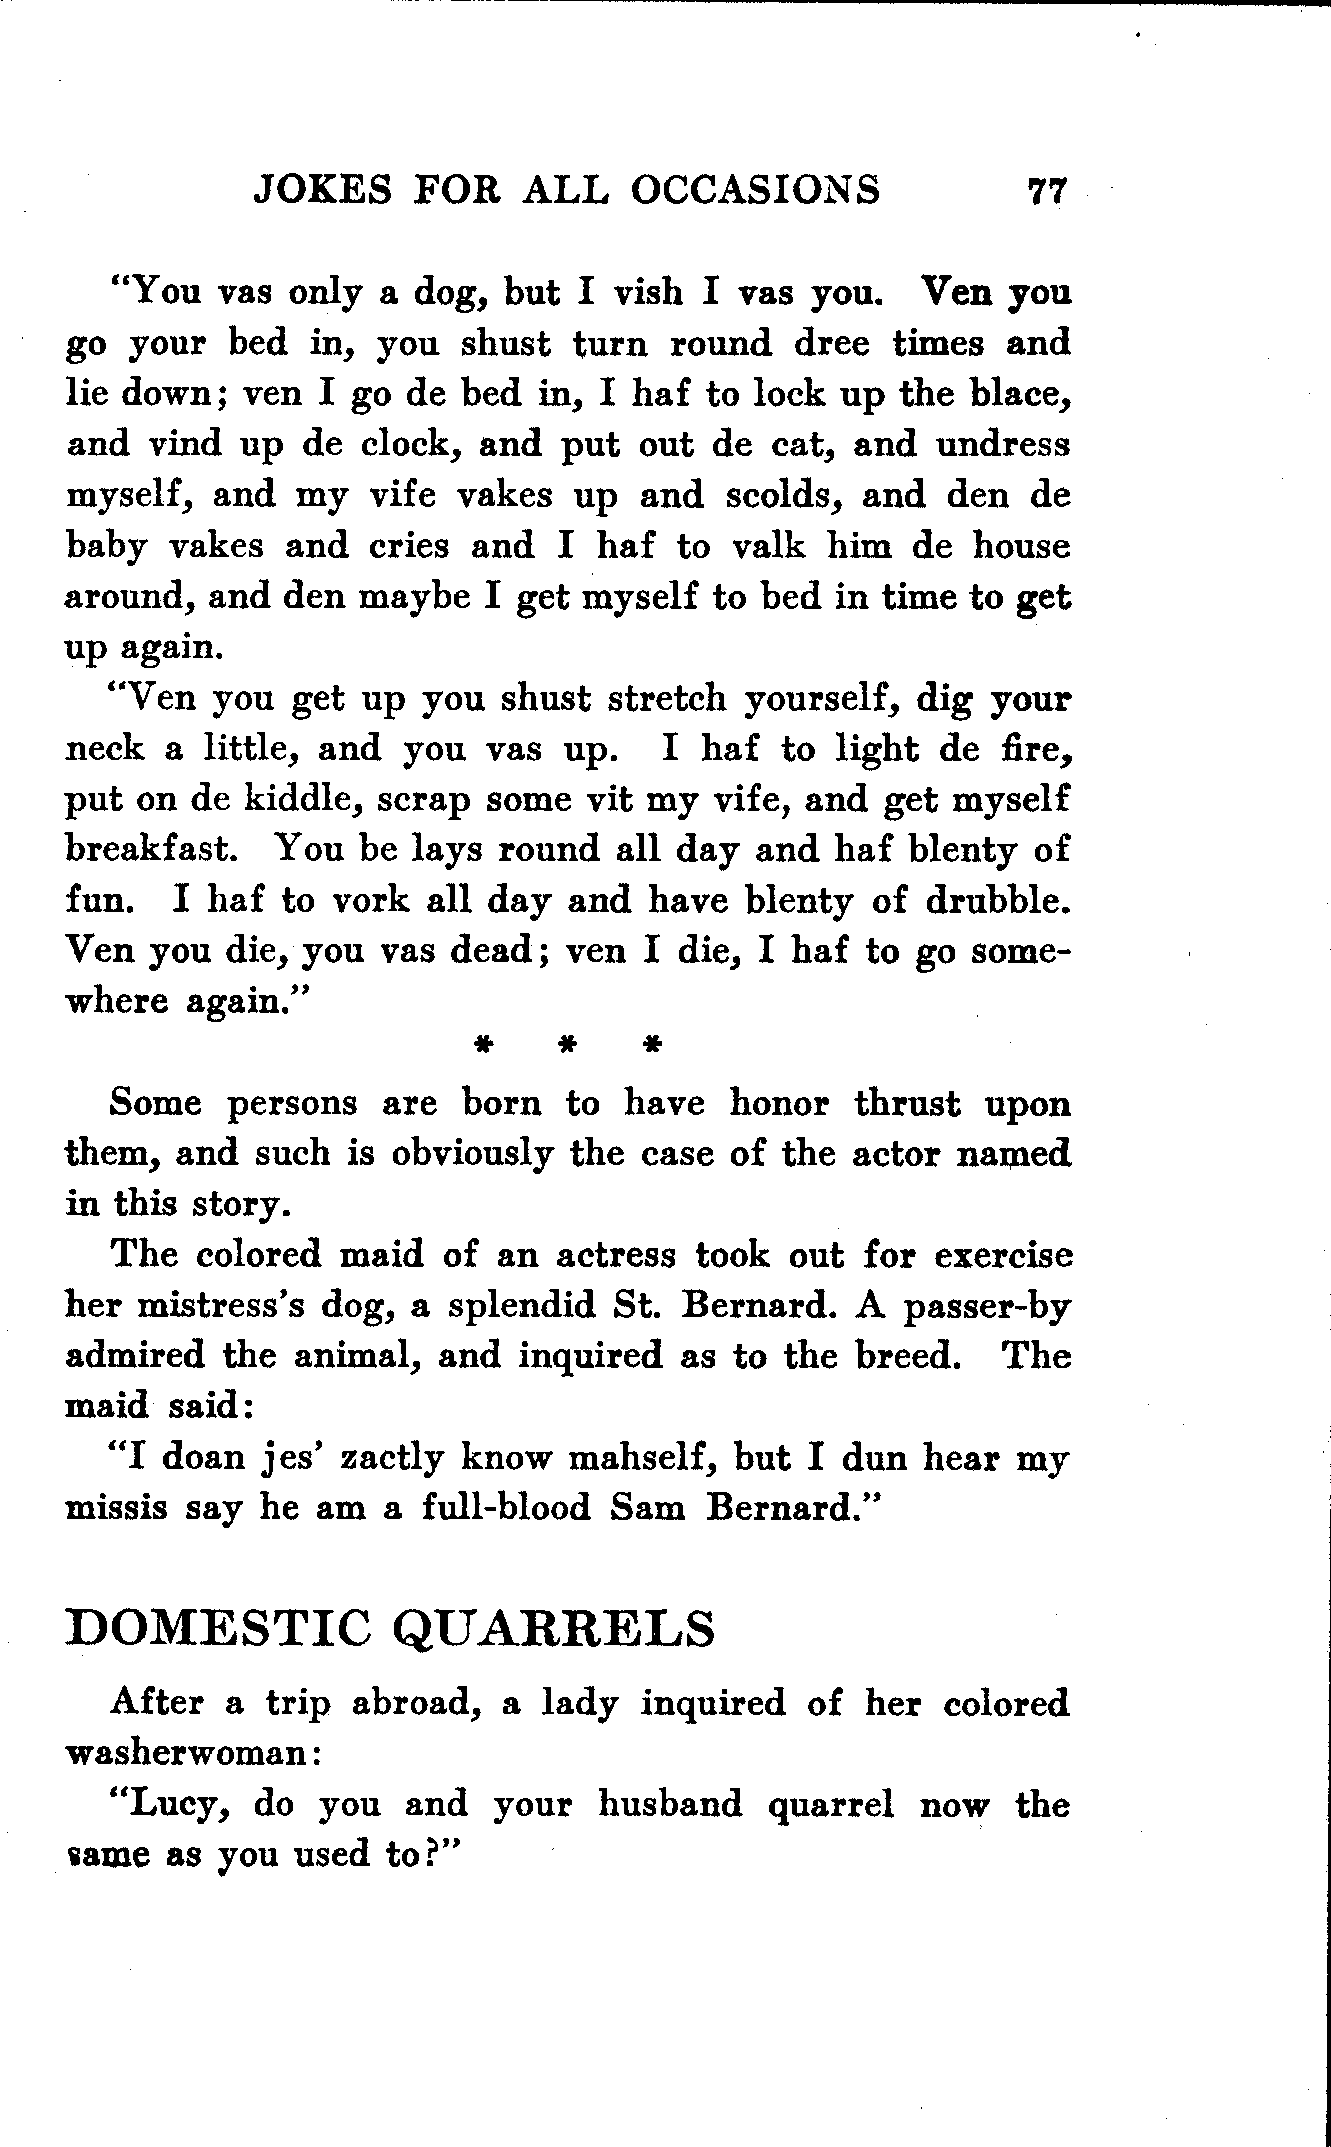 JOKES FOR ALL OCCASIONS 77
"You vas only a dog, but I vish I vas you. Ven you
go your bed in, you shust turn round dree times and
lie down; ven I go de bed in, I haf to lock up the blace,
and vind up de clock, and put out de cat, and undress
myself, and my vife vakes up and scolds, and den de
baby vakes and cries and I haf to valk him de house
around, and den maybe I get myself to bed in time to get
up again.
"Ven you get up you shust stretch yourself, dig your
neck a little, and you vas up. I haf to light de fire,
put on de kiddle, scrap some vit my vife, and get myself
breakfast. You be lays round all day and haf blenty of
fun. I haf to vork all day and have blenty of drubble.
Ven you die, you vas dead; ven I die, I haf to go some-
where again."
* * *
Some persons are born to have honor thrust upon
them, and such is obviously the case of the actor named
in this story.
The colored maid of an actress took out for exercise
her mistress's dog, a splendid St. Bernard. A passer-by
admired the animal, and inquired as to the breed. The
maid said:
"I doan jes' zactly know mahself, but I dun hear my
missis say he am a full-blood Sam Bernard."
DOMESTIC QUARRELS
After a trip abroad, a lady inquired of her colored
washerwoman:
"Lucy, do you and your husband quarrel now the
same as you used to?"